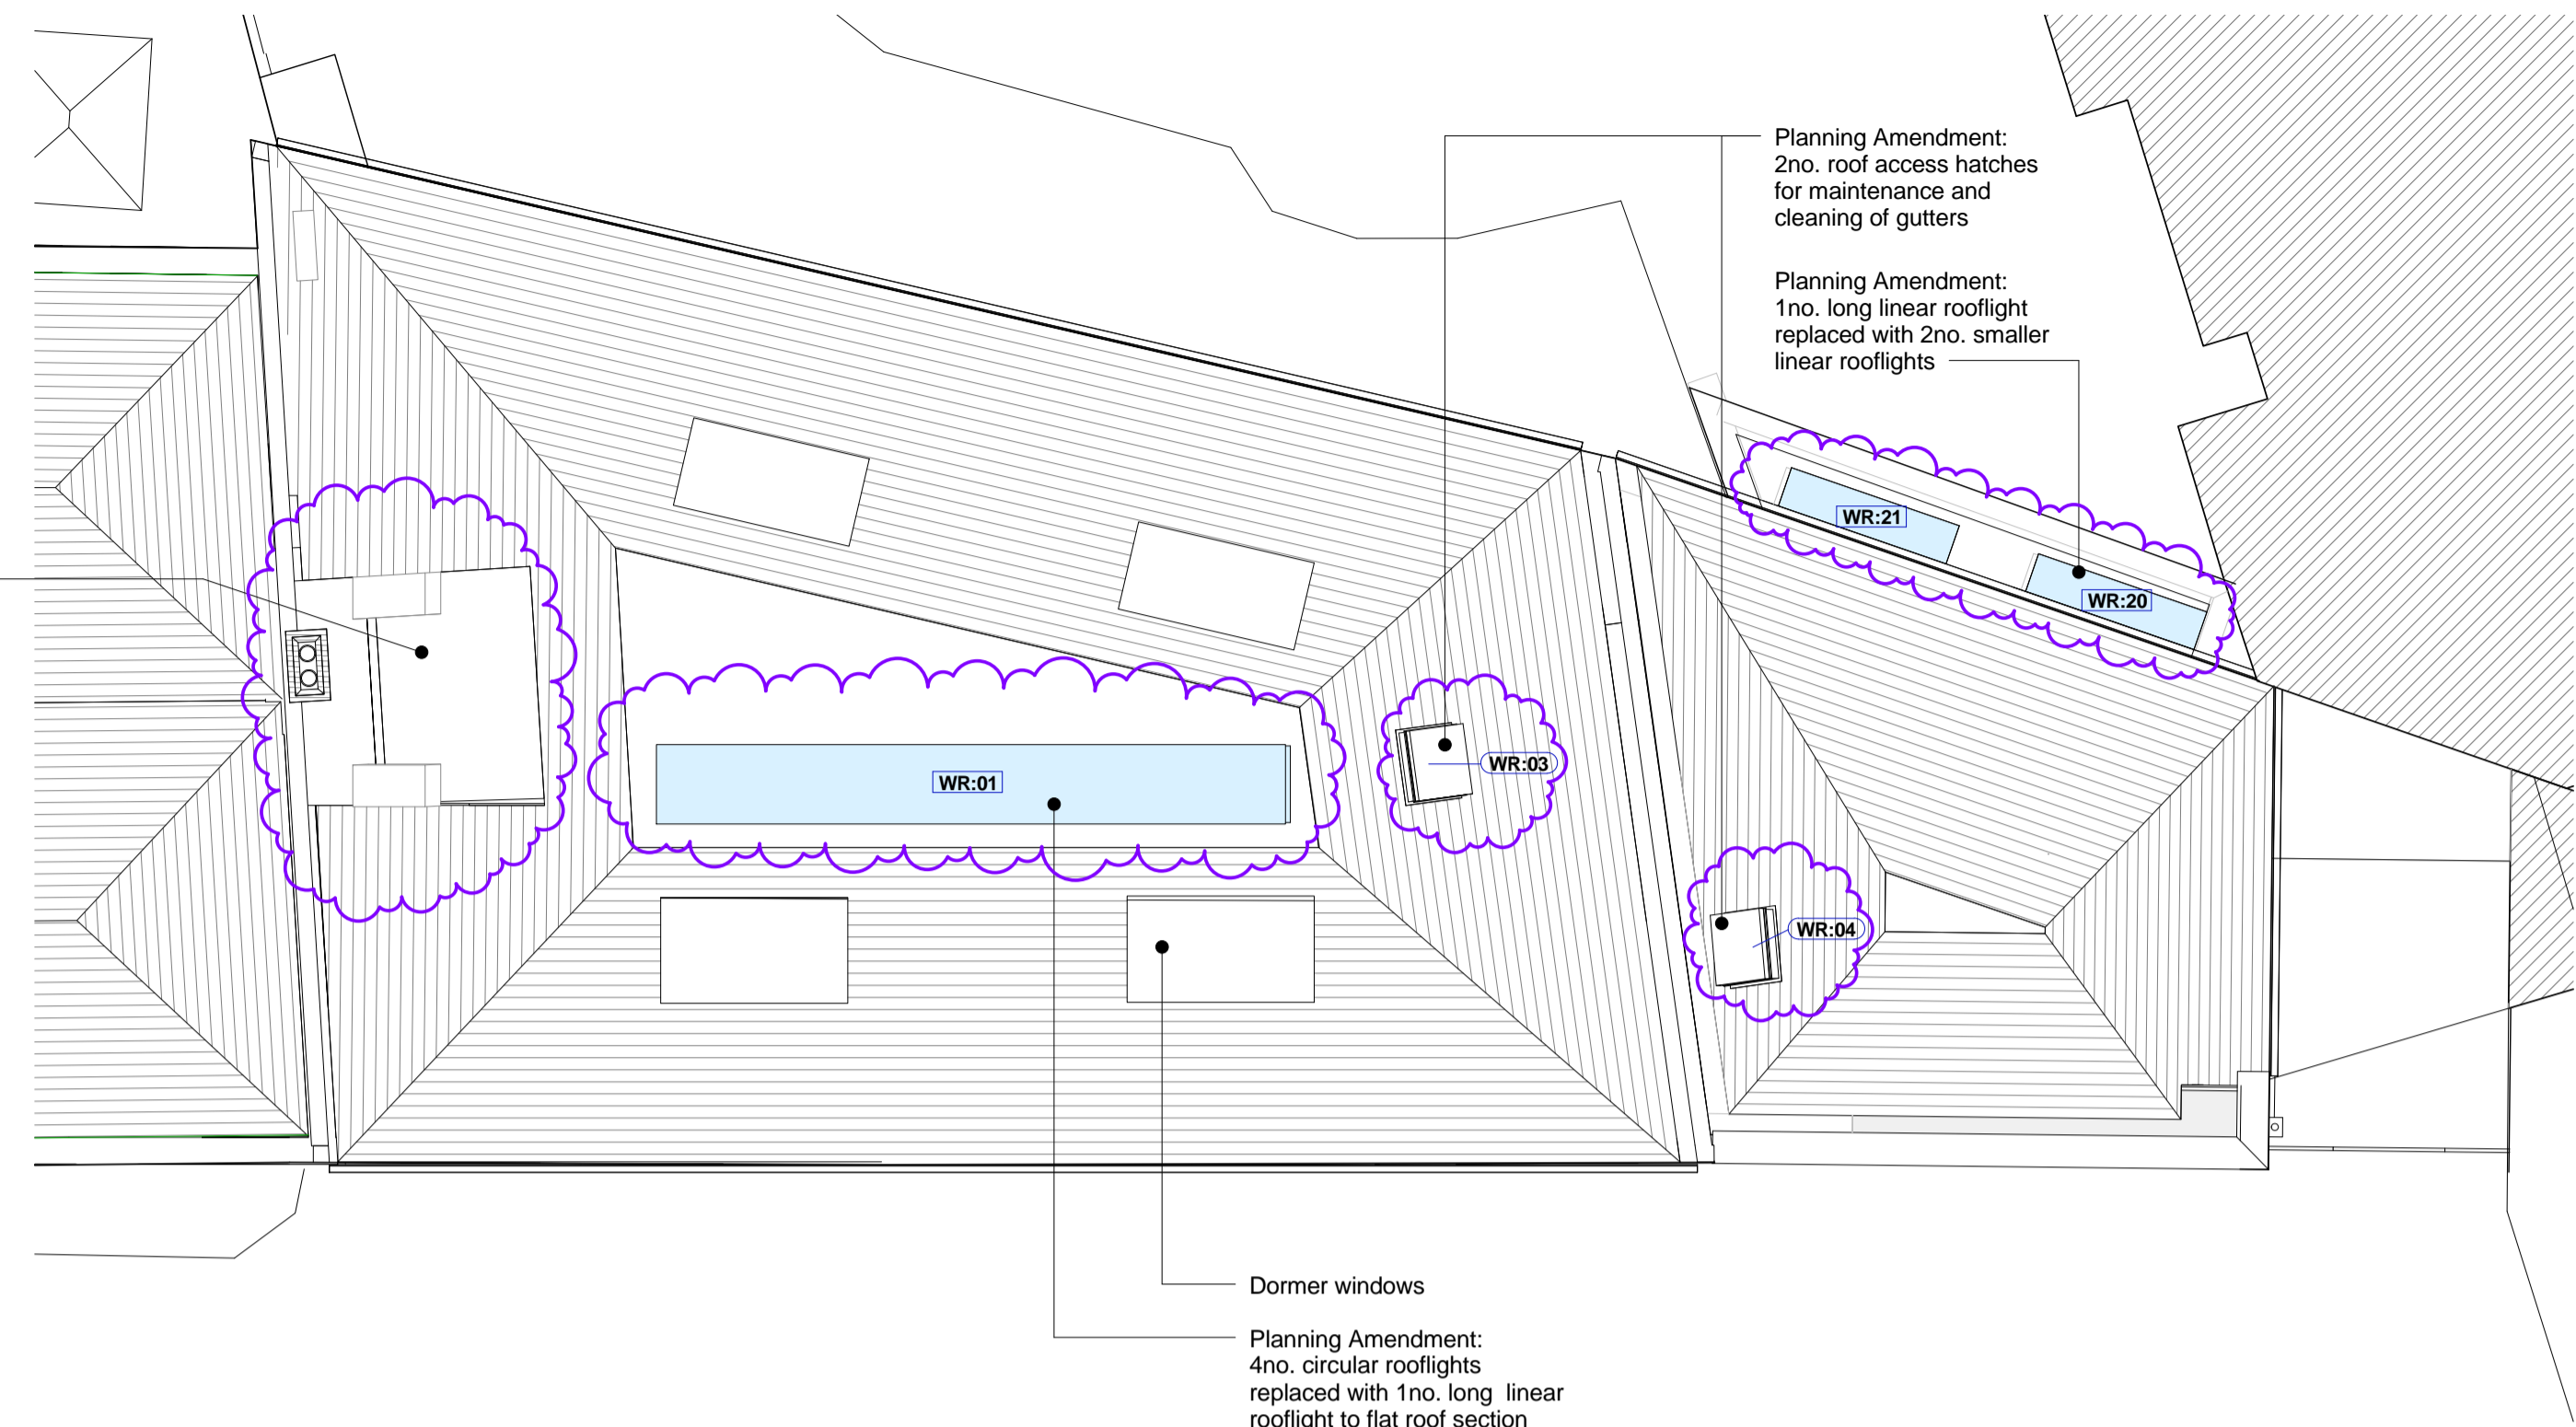 Planning Amendment:
2no. roof access hatches
for maintenance and
cleaning of gutters
Planning Amendment:
1no. long linear rooflight
replaced with 2no. smaller
linear rooflights
WR:21
WR:20
WR:01
WR:03
WR:04
Dormer windows
Planning Amendment:
4no. circular rooflights
replaced with 1no. long linear
rooflight to flat roof section